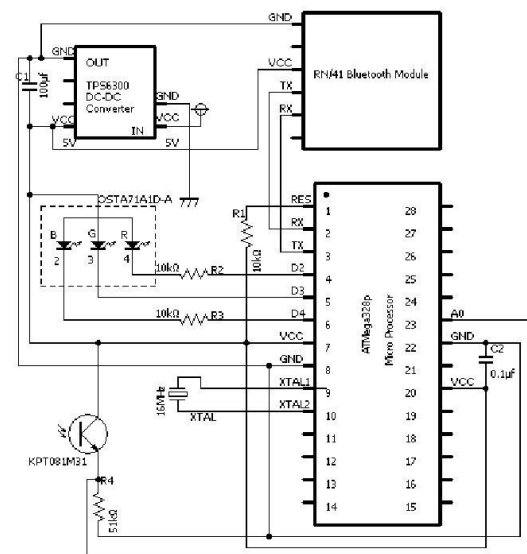 GND
GND
OUT
TPS6300
DC-DC
Converter
GND
VCC
IN
VCC
5V
5V
C1
100μf
VCC
TX
RX
RN/41 Bluetooth Module
OSTA71A1D-A
B
G
R
2
3
4
R1
10kΩ
RES
RX
TX
10kΩ
R2
D2
D3
10kΩ
R3
D4
VCC
GND
XTAL1
XTAL2
XTAL
16MHz
1
2
3
4
5
6
7
8
9
10
11
12
13
14
ATMega328p
Micro Processor
28
27
26
25
24
23
22
21
20
19
18
17
16
15
A0
GND
C2
0.1μf
VCC
KPT081M31
R4
51kΩ